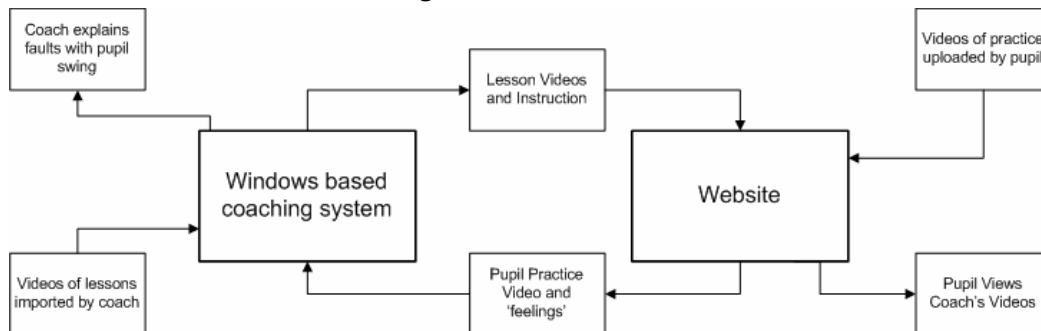 Coach explains
faults with pupil
swing
Lesson Videos
and Instruction
Videos of practice
uploaded by pupil
Windows based
coaching system
Website
Videos of lessons
imported by coach
Pupil Practice
Video and
'feelings'
Pupil Views
Coach's Videos